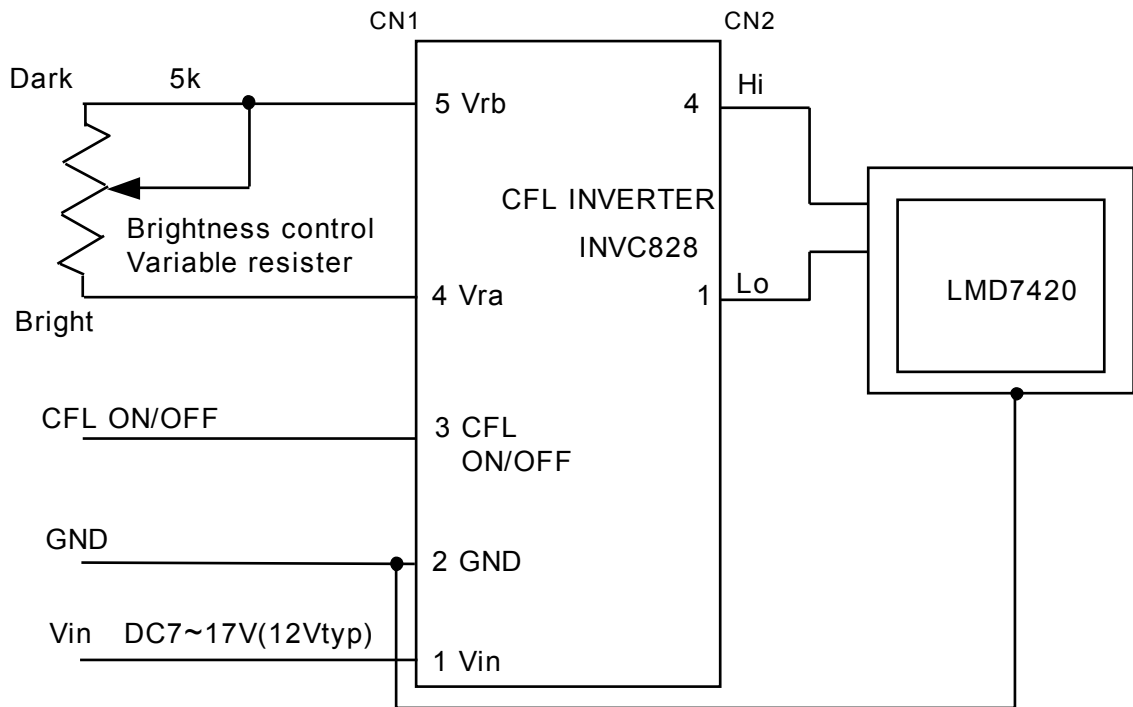 CN1
CN2
Dark
5k
5 Vrb
4
Hi
CFL INVERTER
INVC828
Brightness control
Variable resister
4 Vra
1
Lo
LMD7420
Bright
CFL ON/OFF
3 CFL
ON/OFF
GND
2 GND
Vin DC7~17V(12Vtyp)
1 Vin